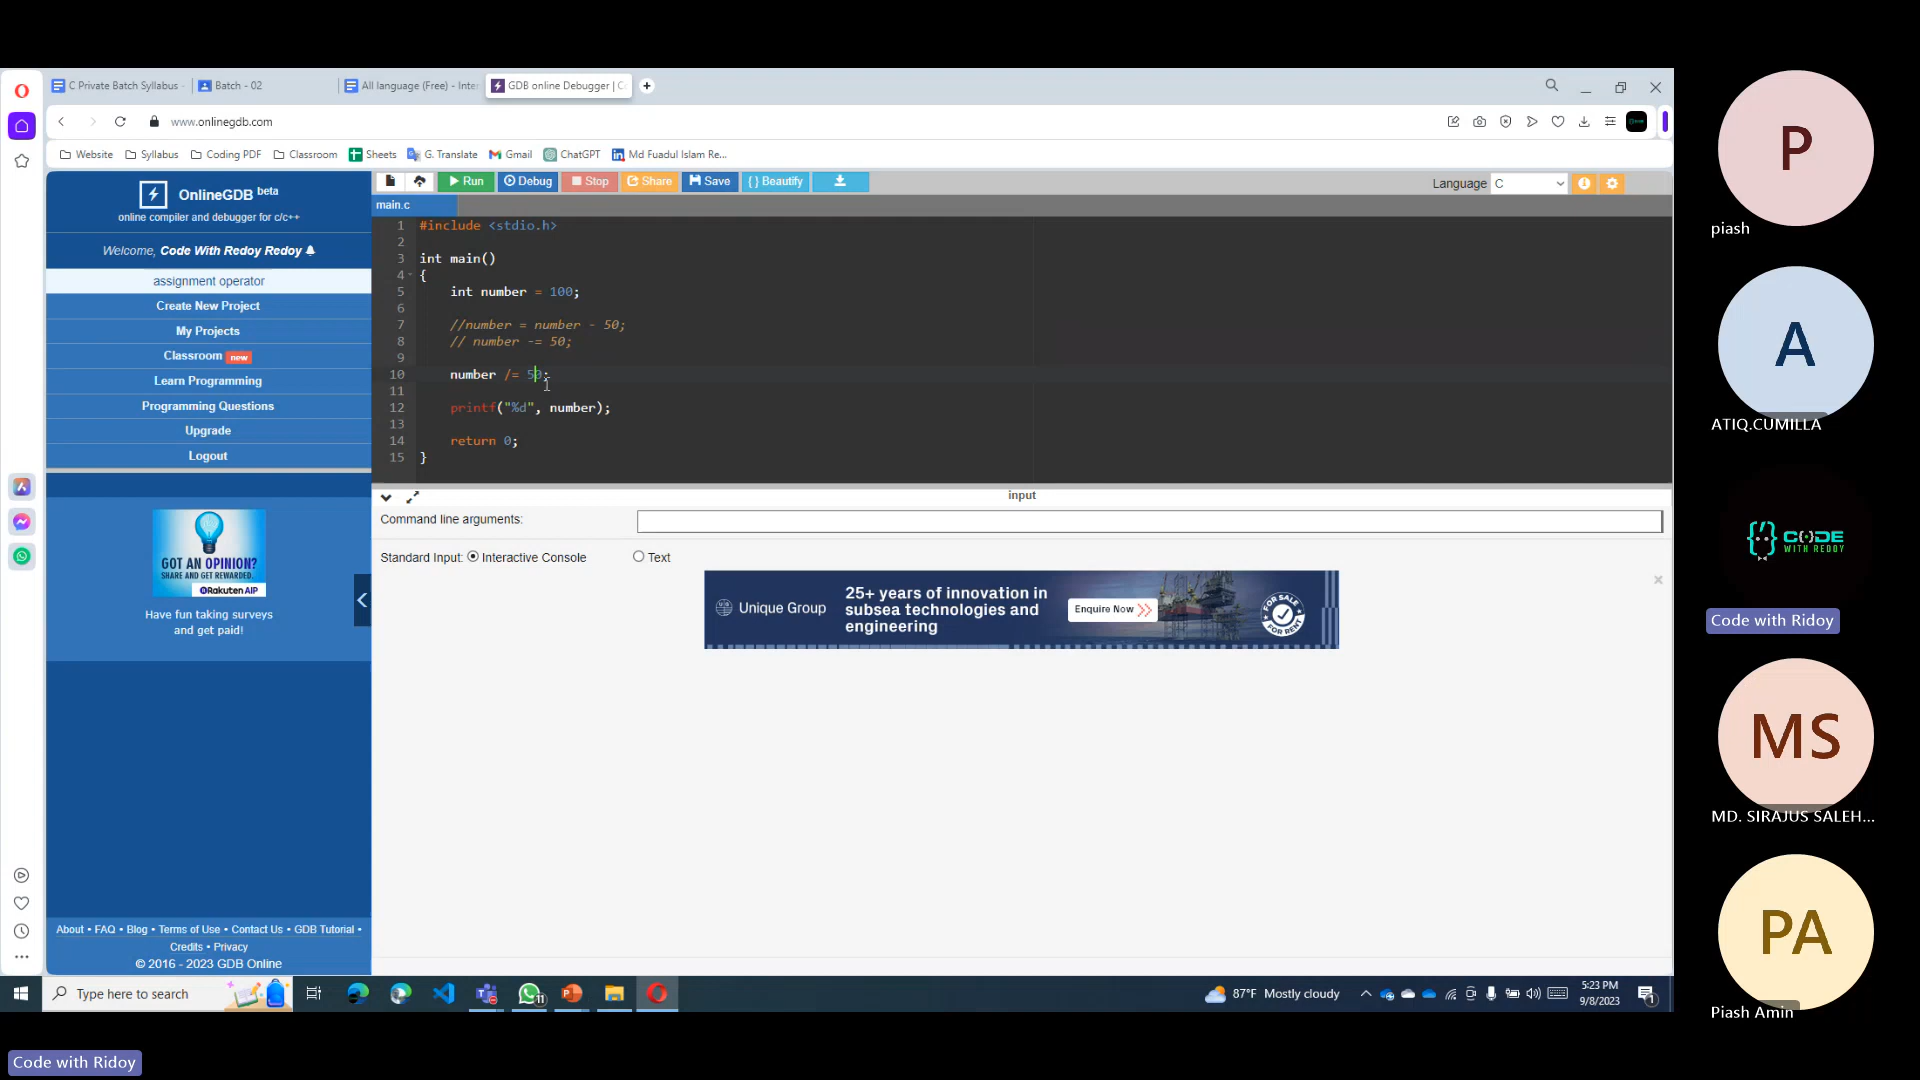 C Private Batch Syllabus
Batch - 02
All language (Free) - Inte
GDB online Debugger | C
www.onlinegdb.com
Website
Syllabus
Coding PDF
Classroom
Sheets
G. Translate
Gmail
ChatGPT
Md Fuadul Islam Re...
OnlineGDB beta
online compiler and debugger for c/c++
Welcome, Code With Redoy Redoy
assignment operator
Create New Project
My Projects
Classroom new
Learn Programming
Programming Questions
Upgrade
Logout
GOT AN OPINION?
SHARE AND GET REWARDED.
Rakuten AIP
Have fun taking surveys
and get paid!
About • FAQ • Blog • Terms of Use • Contact Us • GDB Tutorial •
Credits • Privacy
© 2016 - 2023 GDB Online
Run
Debug
Stop
Share
Save
{ } Beautify
Language C
main.c
1 #include <stdio.h>
2
3 int main()
4 {
5 int number = 100;
6
7 //number = number - 50;
8 // number -= 50;
9
10 number /= 50;
11
12 printf("%d", number);
13
14 return 0;
15 }
input
Command line arguments:
Standard Input: Interactive Console Text
Unique Group
25+ years of innovation in
subsea technologies and
engineering
Enquire Now
FOR SALE
FOR RENT
Type here to search
11
87°F Mostly cloudy
5:23 PM
9/8/2023
1
P
piash
A
ATIQ.CUMILLA
CODE
WITH REDOY
Code with Ridoy
MS
MD. SIRAJUS SALEH...
PA
Piash Amin
Code with Ridoy